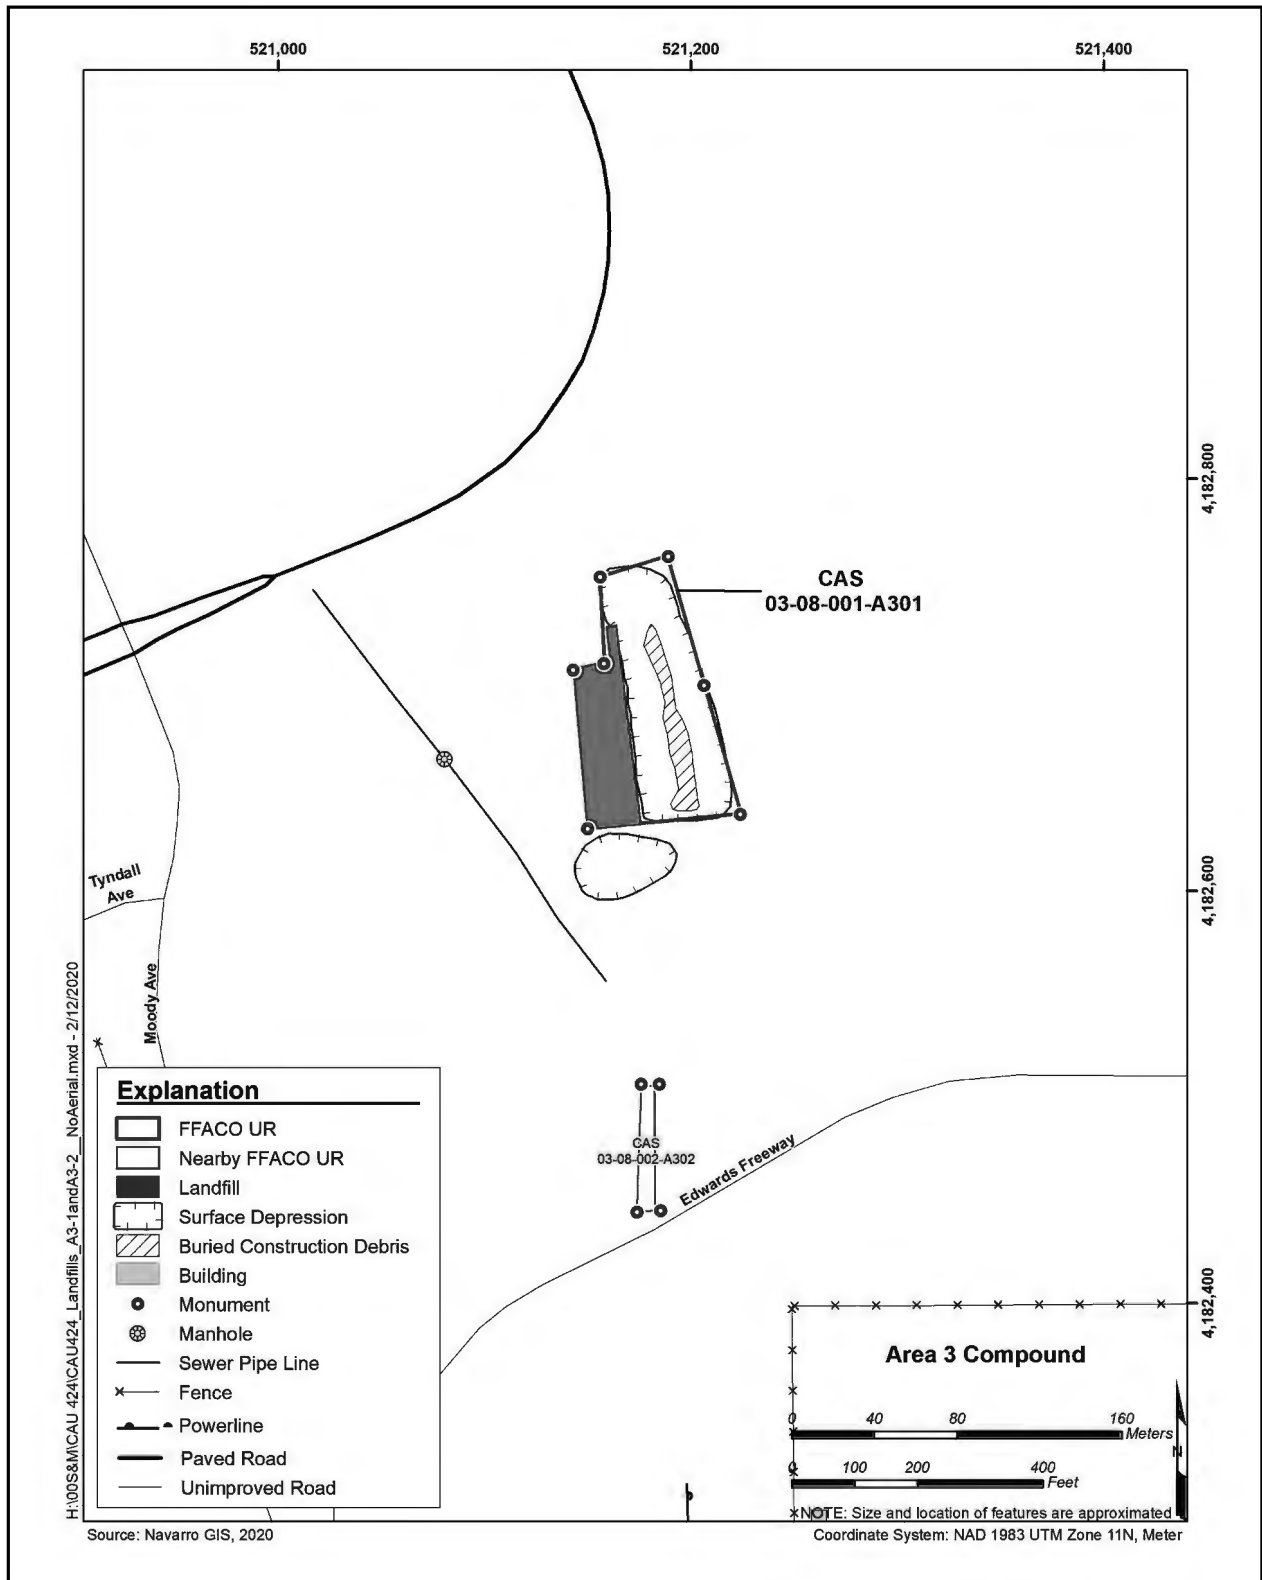 521,000
521,200
521,400
4,182,800
4,182,600
4,182,400
CAS
03-08-001-A301
Tyndall
Ave
Moody Ave
CAS
03-08-002-A302
Edwards Freeway
H:\00S&M\CAU 424\CAU424_Landfills_A3-1andA3-2__NoAerial.mxd - 2/12/2020
Explanation
FFACO UR
Nearby FFACO UR
Landfill
Surface Depression
Buried Construction Debris
Building
Monument
Manhole
Sewer Pipe Line
Fence
Powerline
Paved Road
Unimproved Road
Area 3 Compound
0 40 80 160
Meters
0 100 200 400
Feet
N
NOTE: Size and location of features are approximated
Source: Navarro GIS, 2020
Coordinate System: NAD 1983 UTM Zone 11N, Meter